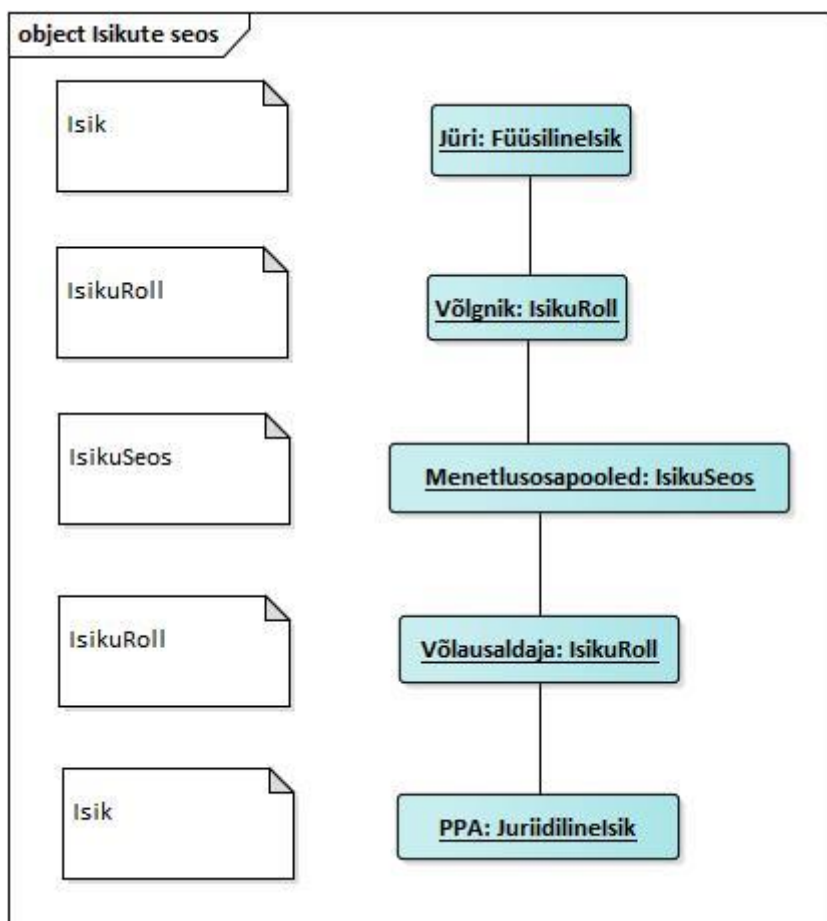 object Isikute seos
Isik
Jüri: FüüsilineIsik
IsikuRoll
Võlgnik: IsikuRoll
IsikuSeos
Menetlusosapooled: IsikuSeos
IsikuRoll
Võlausaldaja: IsikuRoll
Isik
PPA: JuriidilineIsik